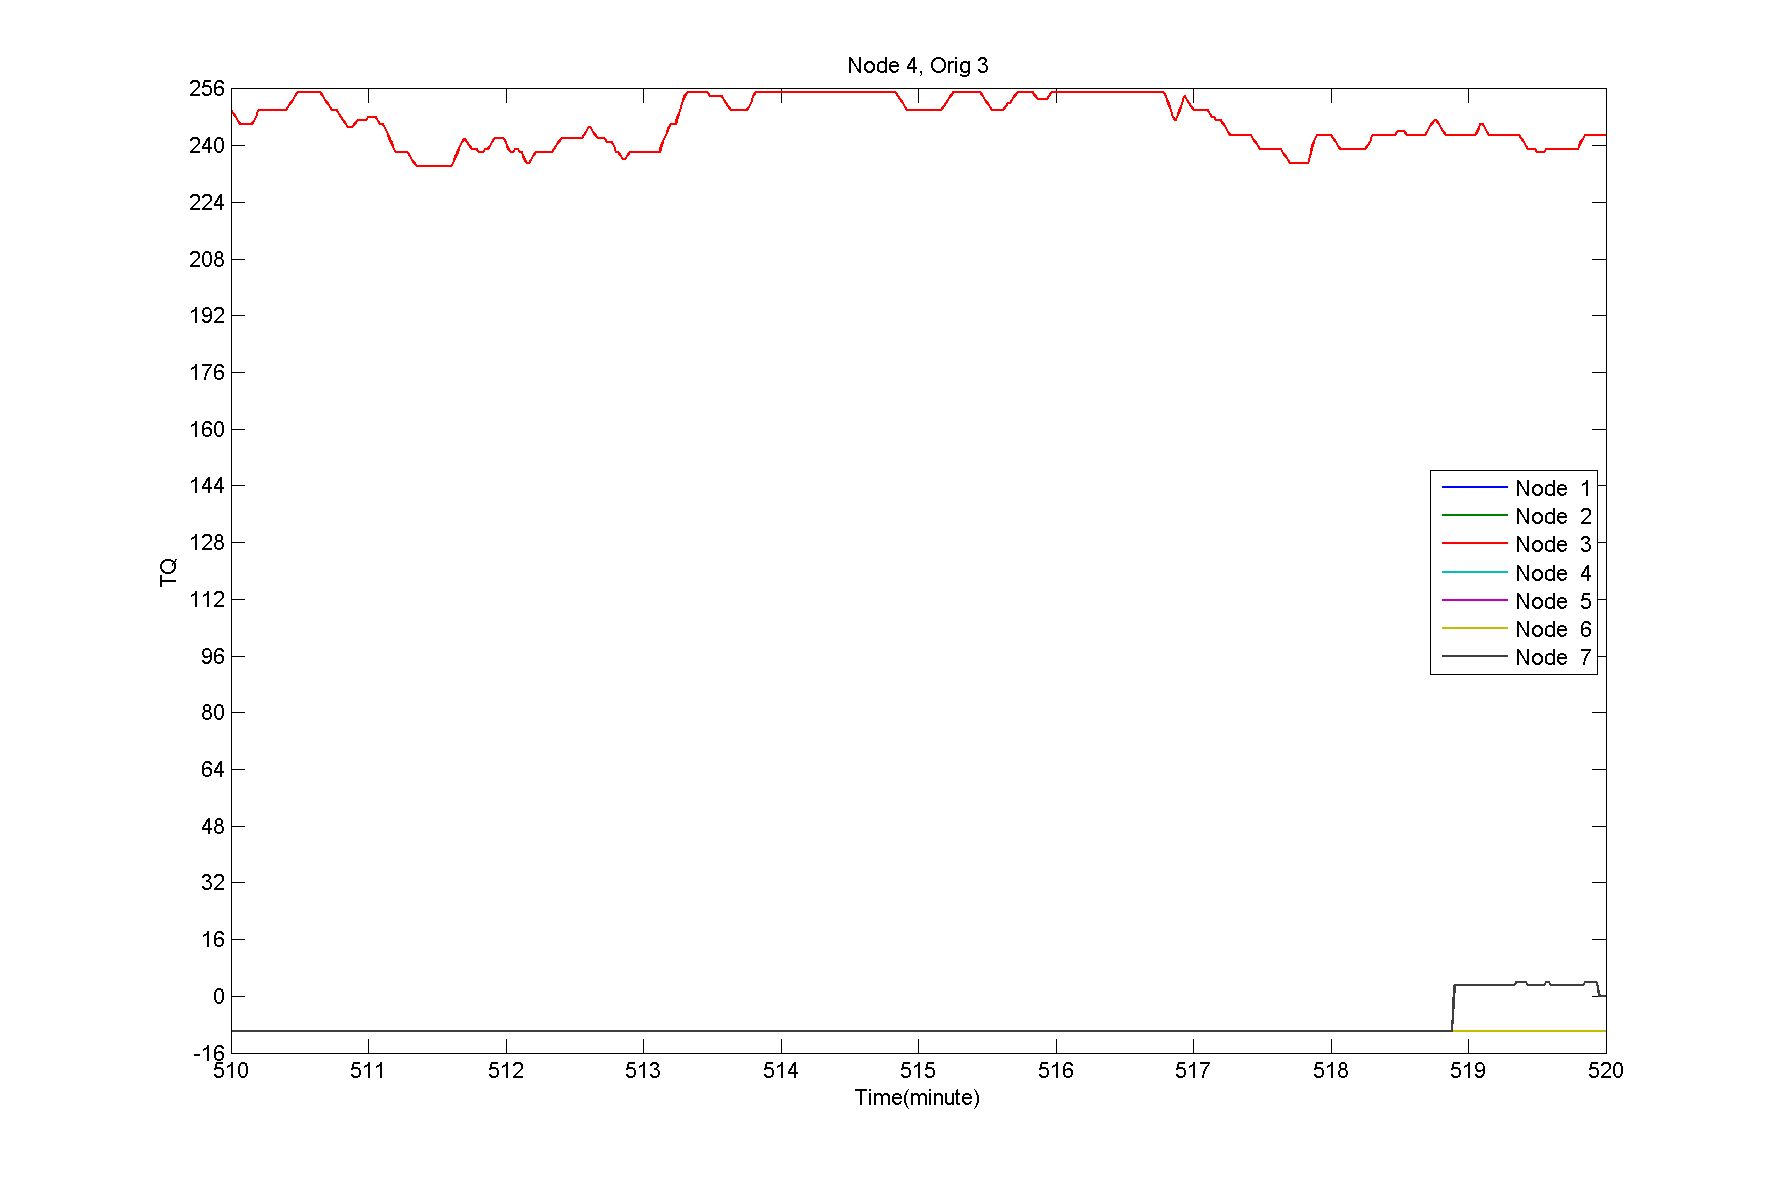 Node 4, Orig 3
256
240
224
208
192
176
160
144
128
112
96
80
64
48
32
16
0
-16
TQ
Node 1
Node 2
Node 3
Node 4
Node 5
Node 6
Node 7
510 511 512 513 514 515 516 517 518 519 520
Time(minute)